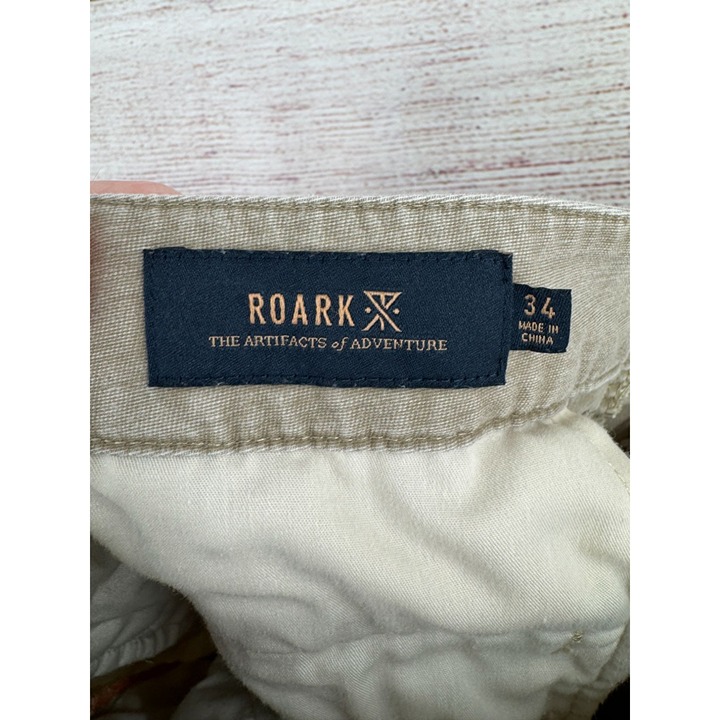 ROARK
THE ARTIFACTS of ADVENTURE
34
MADE IN
CHINA